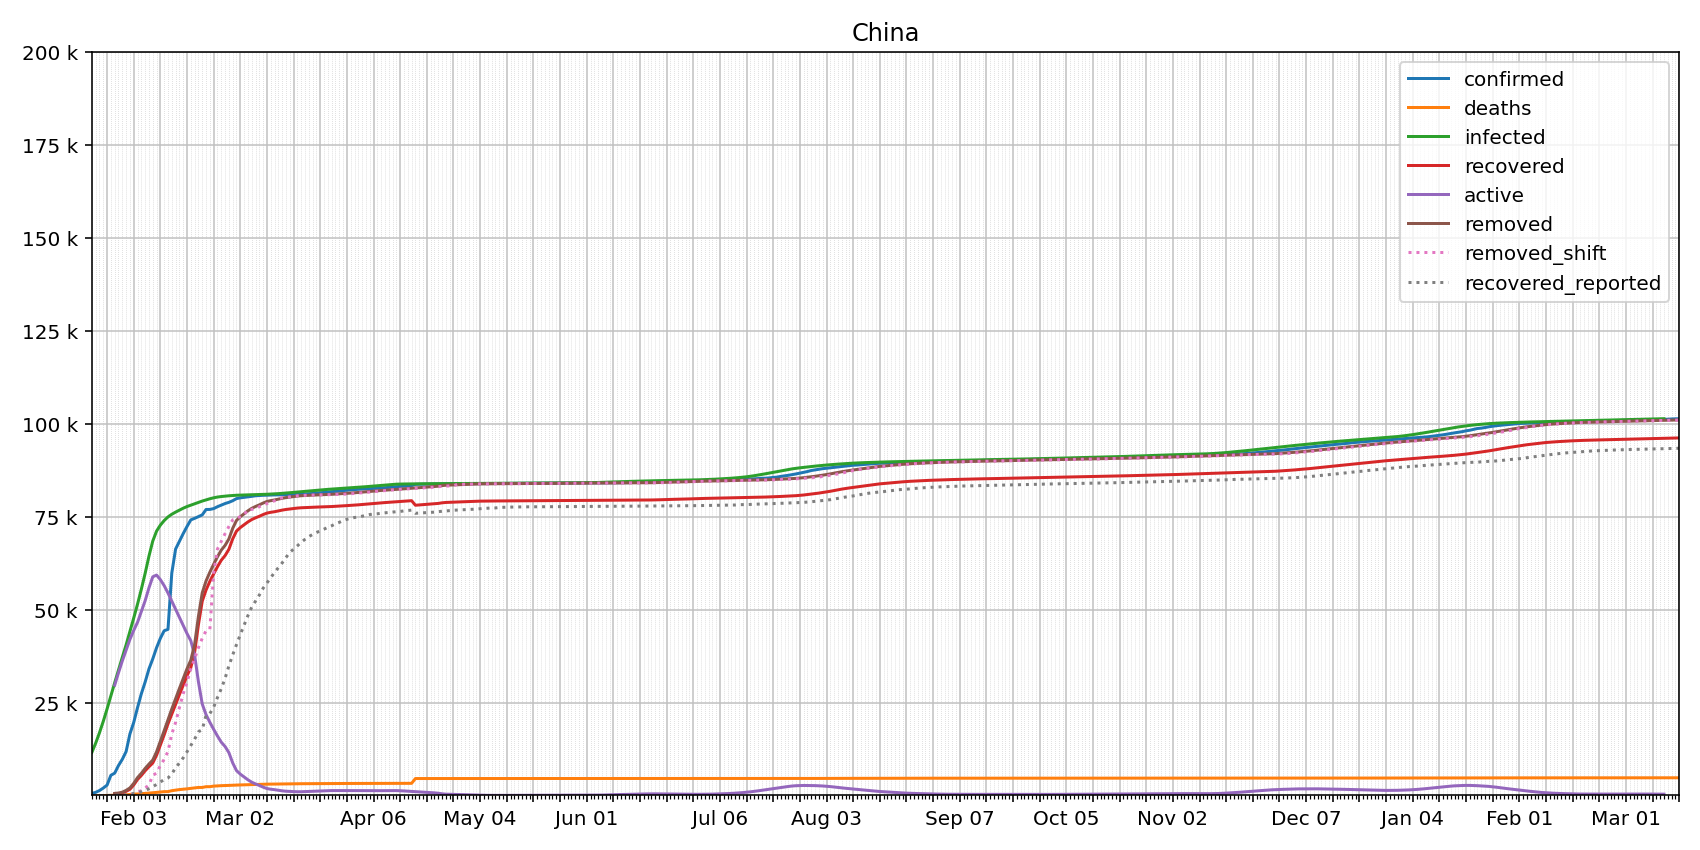 China
200 k
175 k
150 k
125 k
100 k
75 k
50 k
25 k
confirmed
deaths
infected
recovered
active
removed
removed_shift
recovered_reported
Feb 03 Mar 02 Apr 06 May 04 Jun 01 Jul 06 Aug 03 Sep 07 Oct 05 Nov 02 Dec 07 Jan 04 Feb 01 Mar 01